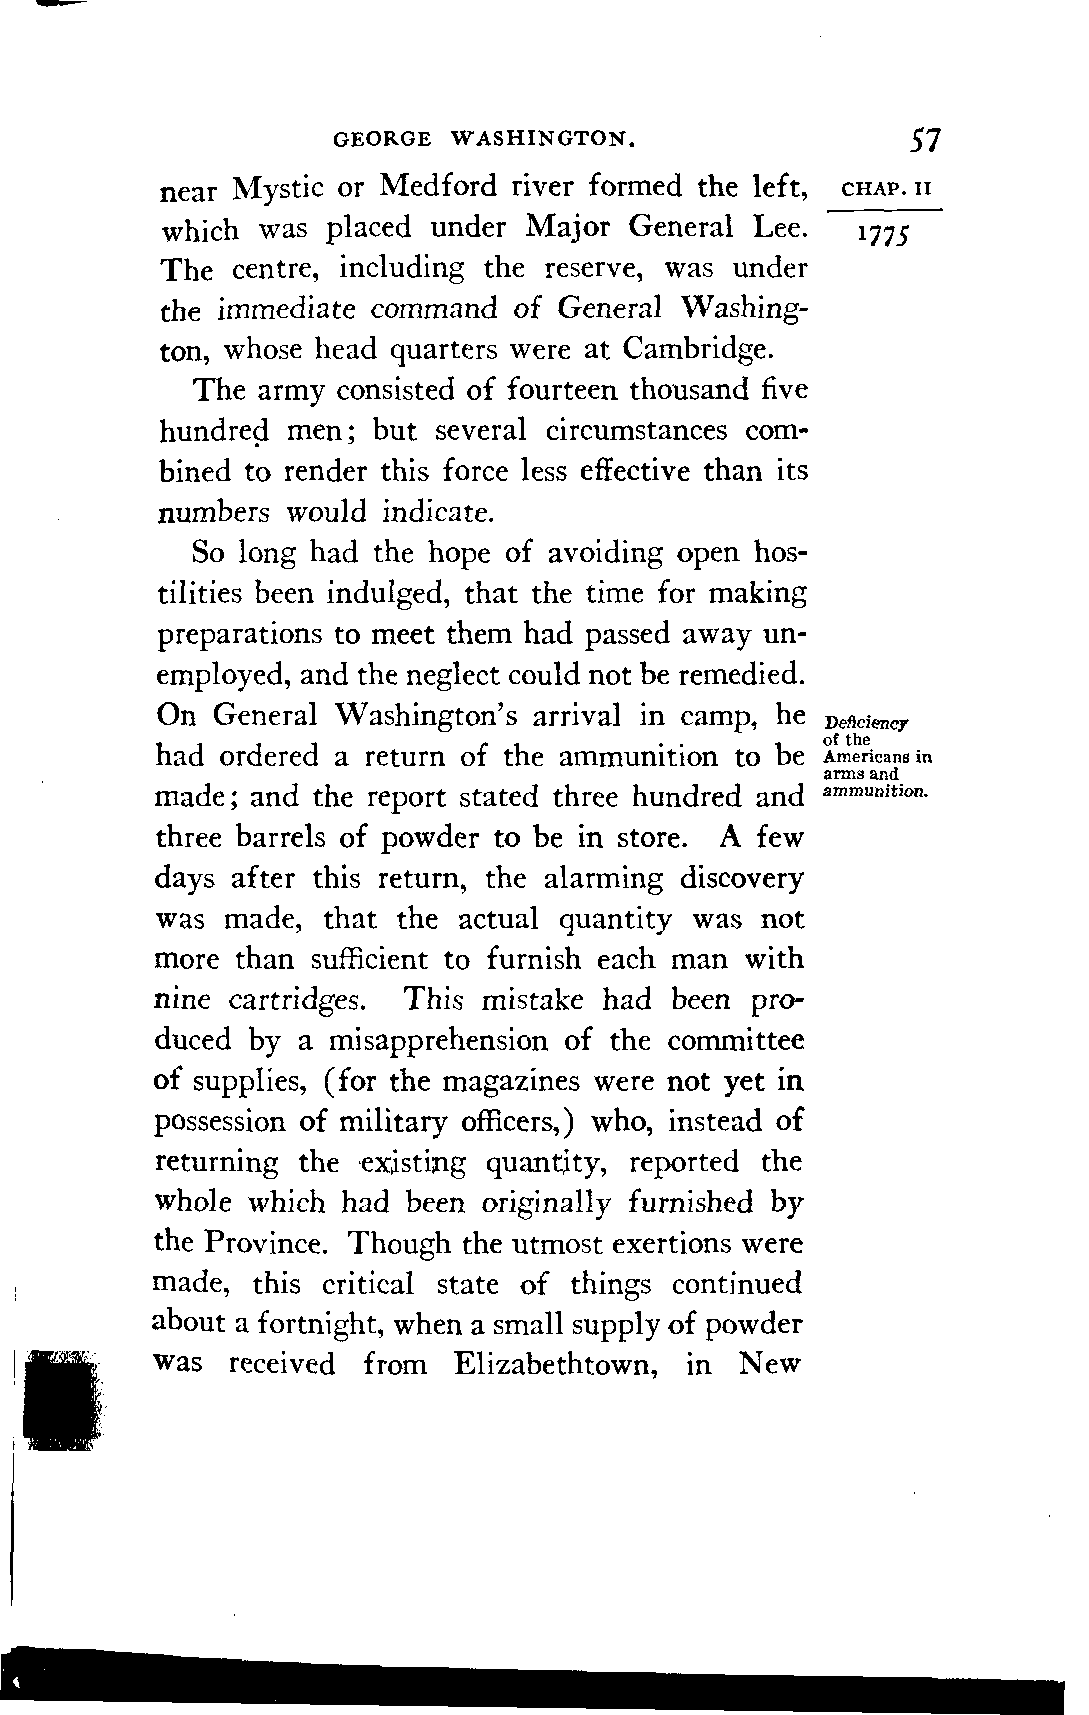 GEORGE WASHINGTON. 57
near Mystic or Medford river formed the left,
which was placed under Major General Lee.
The centre, including the reserve, was under
the immediate command of General Washing-
ton, whose head quarters were at Cambridge.
The army consisted of fourteen thousand five
hundred men; but several circumstances com-
bined to render this force less effective than its
numbers would indicate.
So long had the hope of avoiding open hos-
tilities been indulged, that the time for making
preparations to meet them had passed away un-
employed, and the neglect could not be remedied.
On General Washington's arrival in camp, he
had ordered a return of the ammunition to be
made; and the report stated three hundred and
three barrels of powder to be in store. A few
days after this return, the alarming discovery
was made, that the actual quantity was not
more than sufficient to furnish each man with
nine cartridges. This mistake had been pro-
duced by a misapprehension of the committee
of supplies, (for the magazines were not yet in
possession of military officers,) who, instead of
returning the existing quantity, reported the
whole which had been originally furnished by
the Province. Though the utmost exertions were
made, this critical state of things continued
about a fortnight, when a small supply of powder
was received from Elizabethtown, in New
CHAP. II
1775
Deficiency
of the
Americans in
arms and
ammunition.